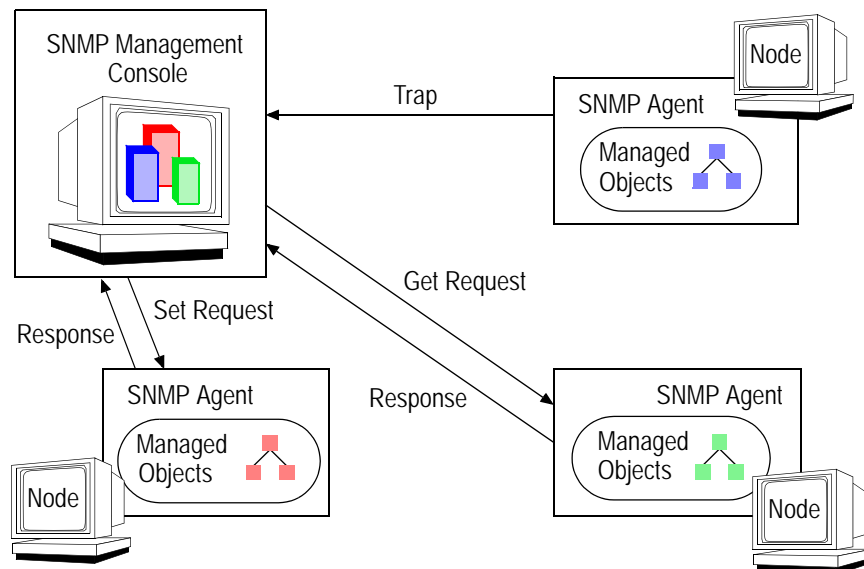 SNMP Management
Console
Trap
Node
SNMP Agent
Managed
Objects
Get Request
Response
Set Request
Response
SNMP Agent
Managed
Objects
Node
SNMP Agent
Managed
Objects
Node